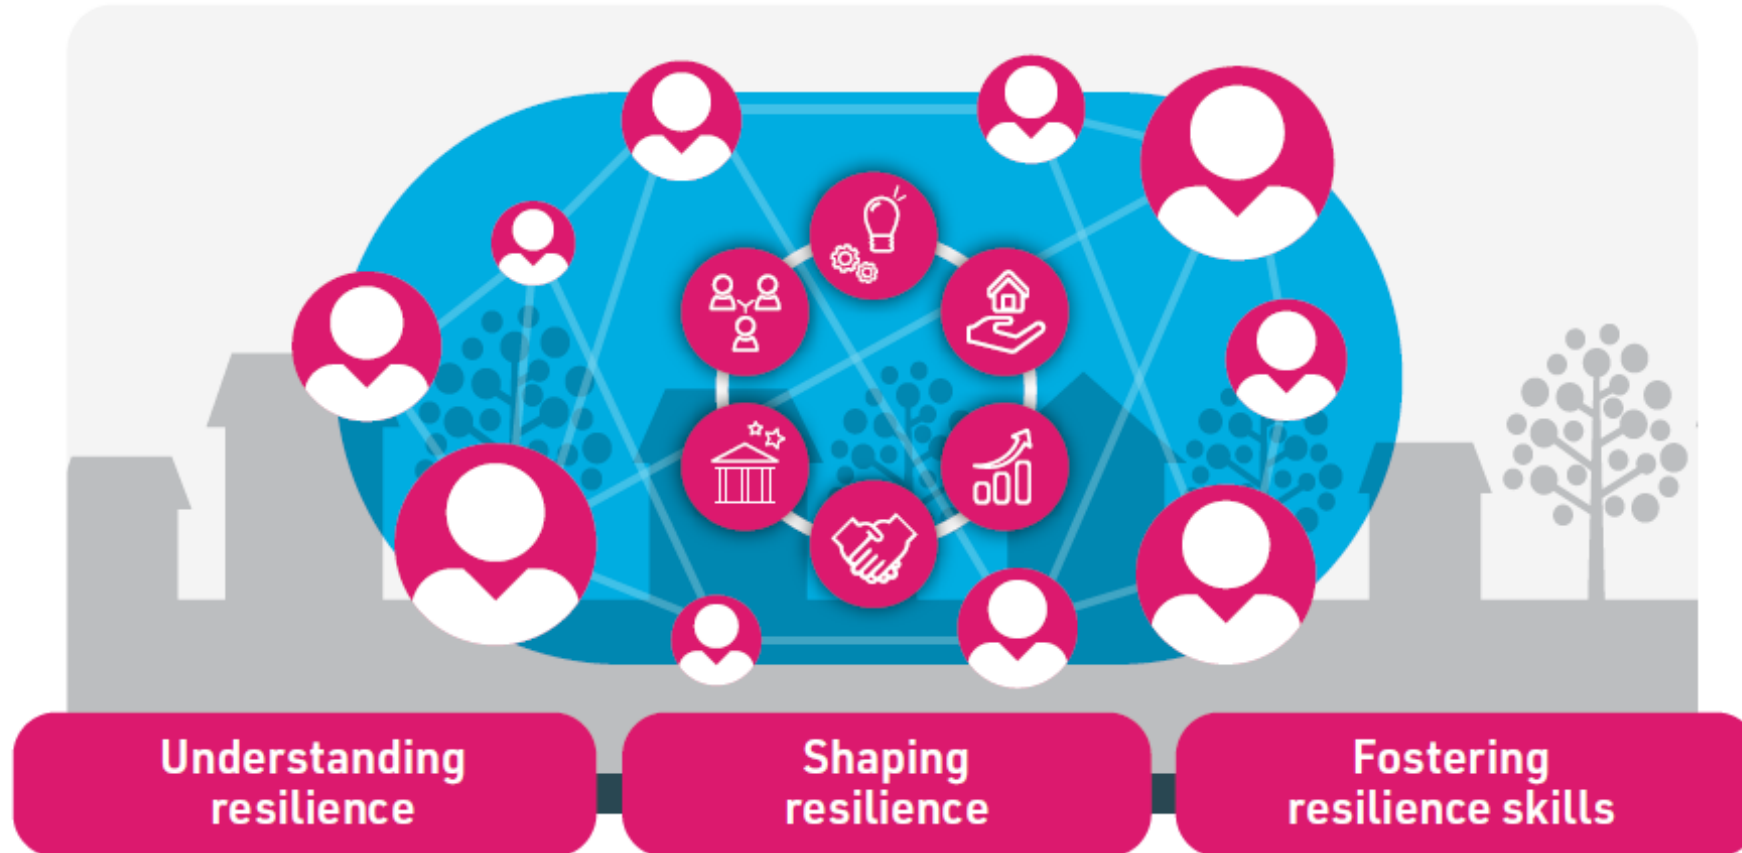 Understanding
resilience
Shaping
resilience
Fostering
resilience skills